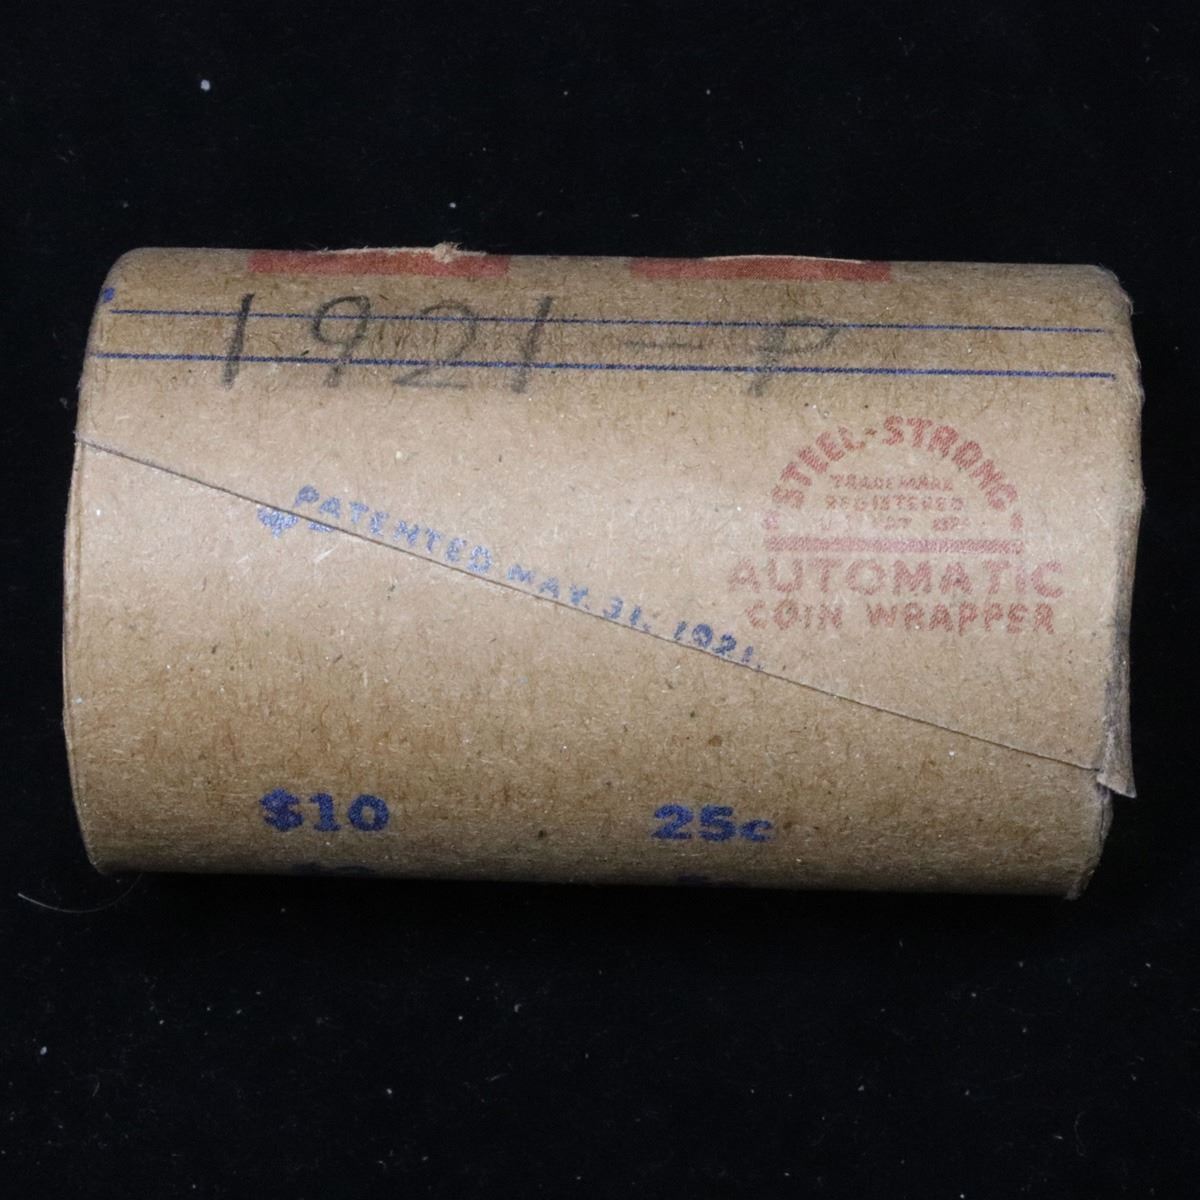 1921 - P
STEEL-STRONG
TRADEMARK
REGISTERED
AUTOMATIC
COIN WRAPPER
PATENTED MAY. 31, 1921.
$10 25c